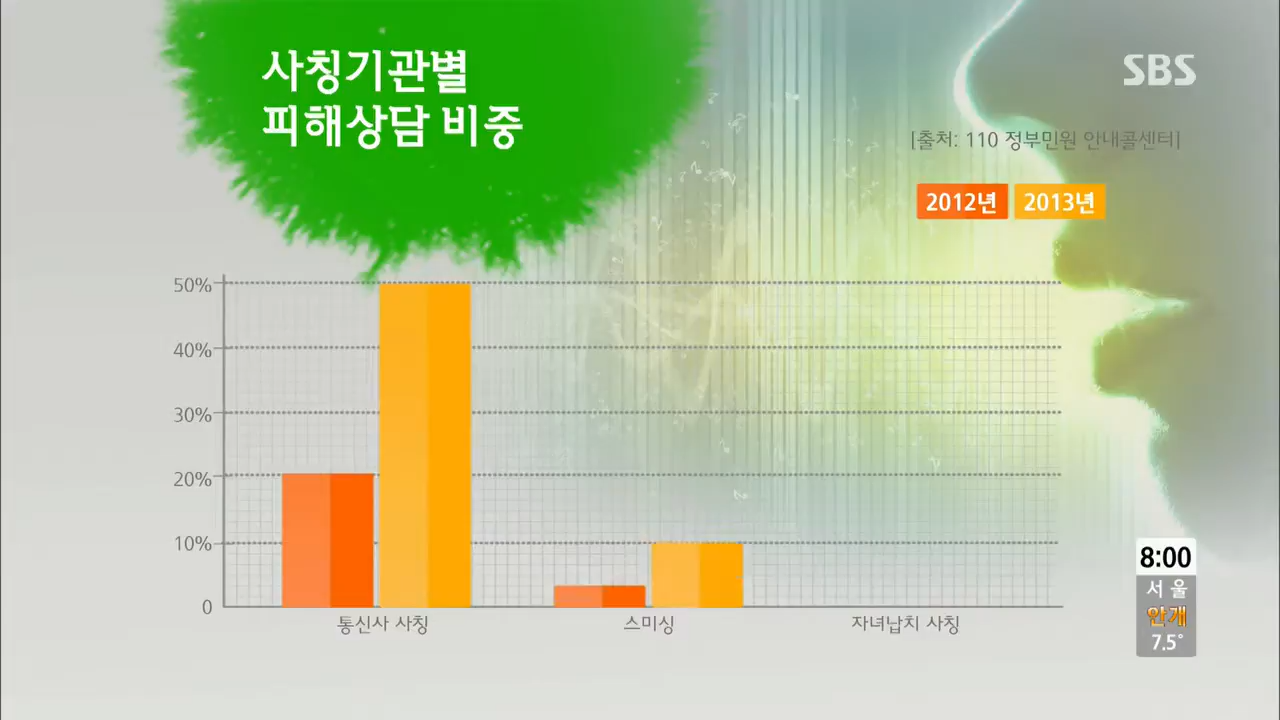 사칭기관별
피해상담 비중
SBS
[출처: 110 정부민원 안내콜센터]
2012년 2013년
50%
40%
30%
20%
10%
0
통신사 사칭 스미싱 자녀납치 사칭
8:00
서울
안개
7.5°